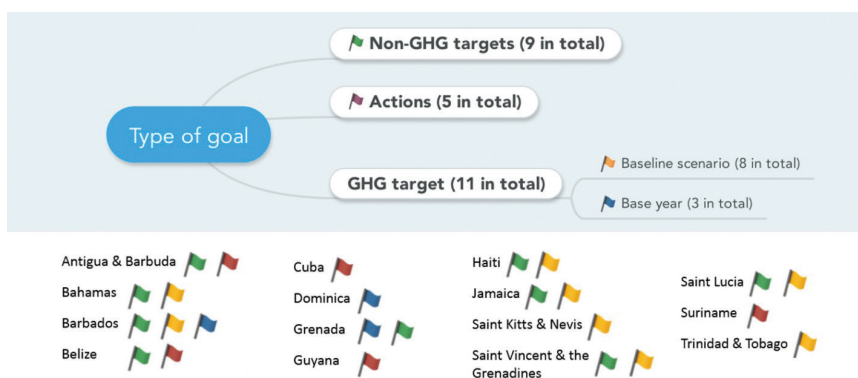 Non-GHG targets (9 in total)
Actions (5 in total)
Type of goal
GHG target (11 in total)
Baseline scenario (8 in total)
Base year (3 in total)
Antigua & Barbuda
Bahamas
Barbados
Belize
Cuba
Dominica
Grenada
Guyana
Haiti
Jamaica
Saint Kitts & Nevis
Saint Vincent & the
Grenadines
Saint Lucia
Suriname
Trinidad & Tobago